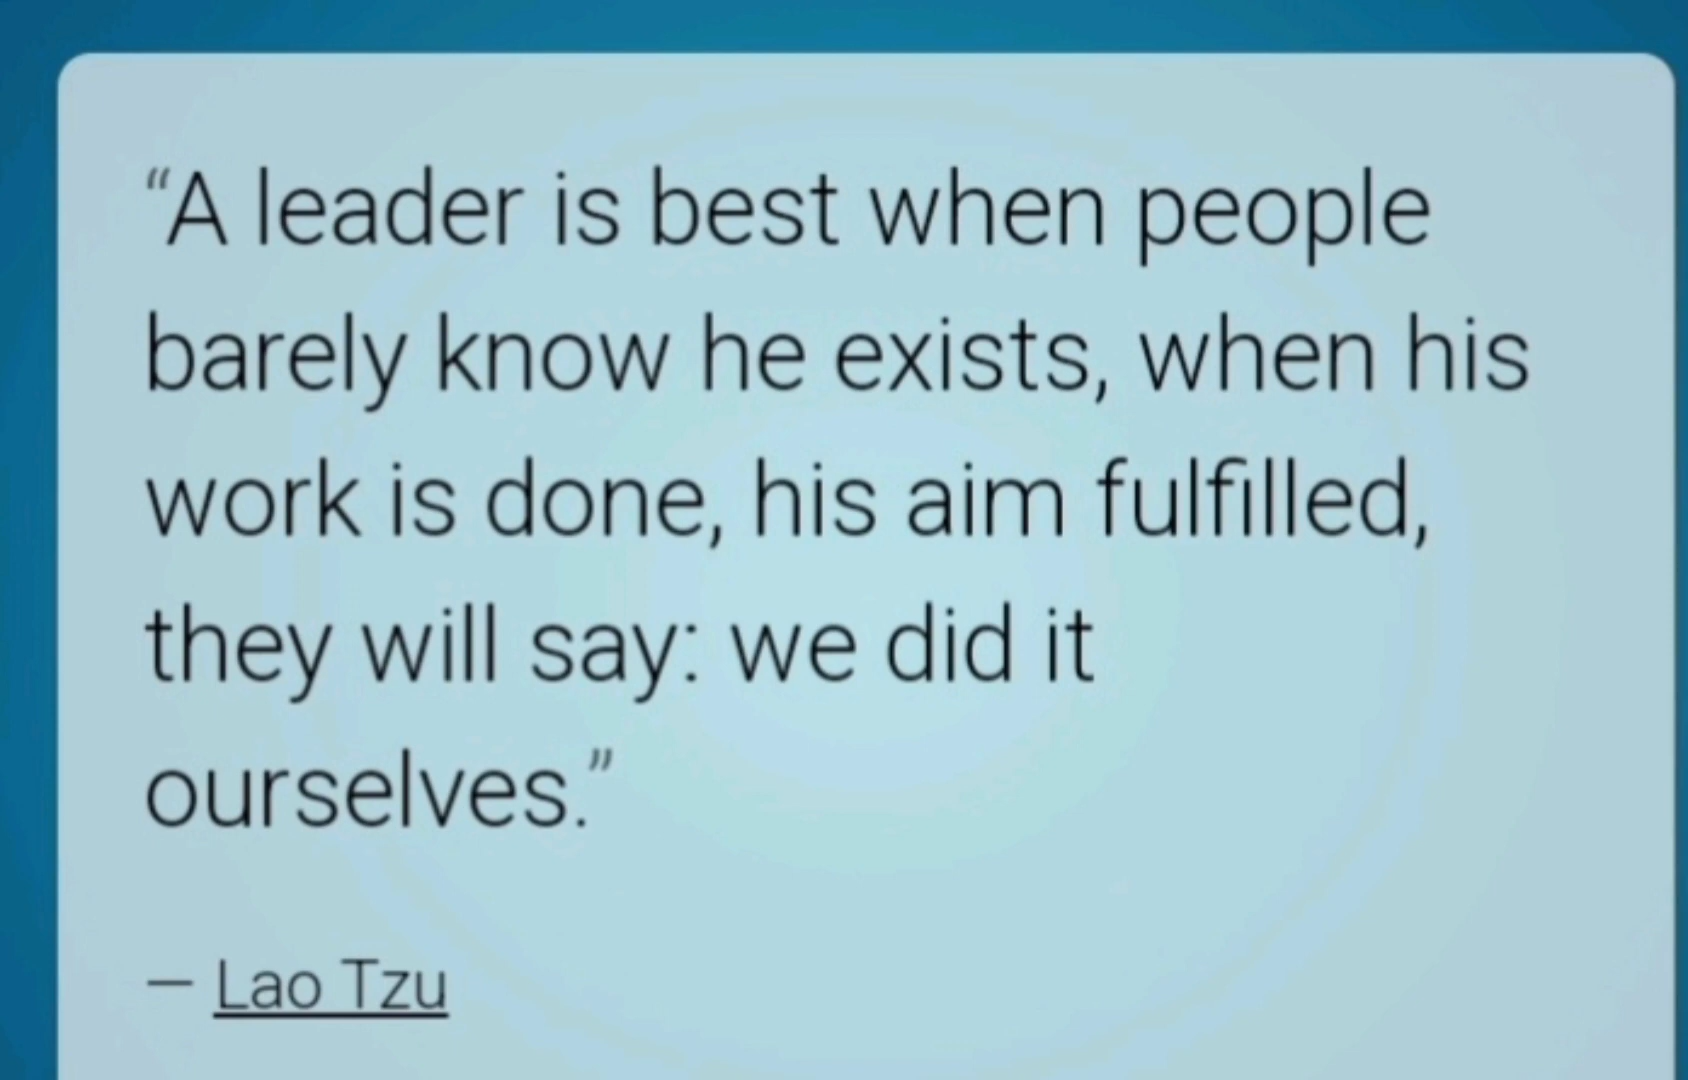 “A leader is best when people
barely know he exists, when his
work is done, his aim fulfilled,
they will say: we did it
ourselves.”
— Lao Tzu